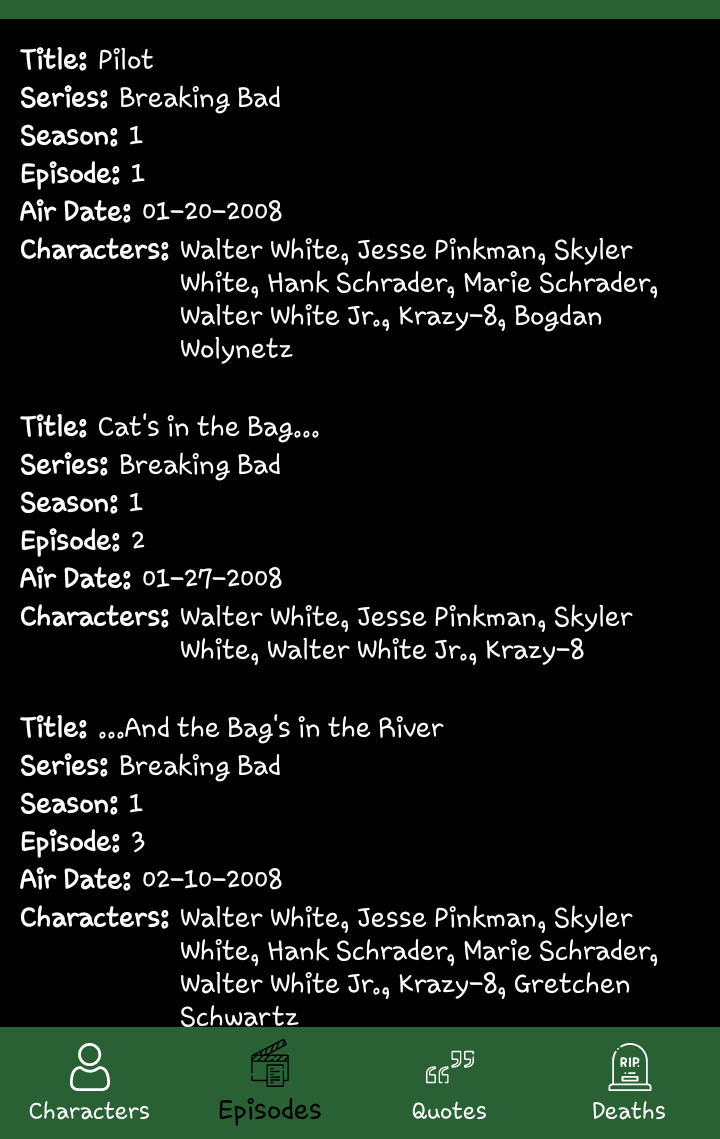 Title: Pilot
Series: Breaking Bad
Season: 1
Episode: 1
Air Date: 01-20-2008
Characters: Walter White, Jesse Pinkman, Skyler
White, Hank Schrader, Marie Schrader,
Walter White Jr., Krazy-8, Bogdan
Wolynetz
Title: Cat's in the Bag...
Series: Breaking Bad
Season: 1
Episode: 2
Air Date: 01-27-2008
Characters: Walter White, Jesse Pinkman, Skyler
White, Walter White Jr., Krazy-8
Title: ...And the Bag's in the River
Series: Breaking Bad
Season: 1
Episode: 3
Air Date: 02-10-2008
Characters: Walter White, Jesse Pinkman, Skyler
White, Hank Schrader, Marie Schrader,
Walter White Jr., Krazy-8, Gretchen
Schwartz
RIP.
Characters Episodes Quotes Deaths